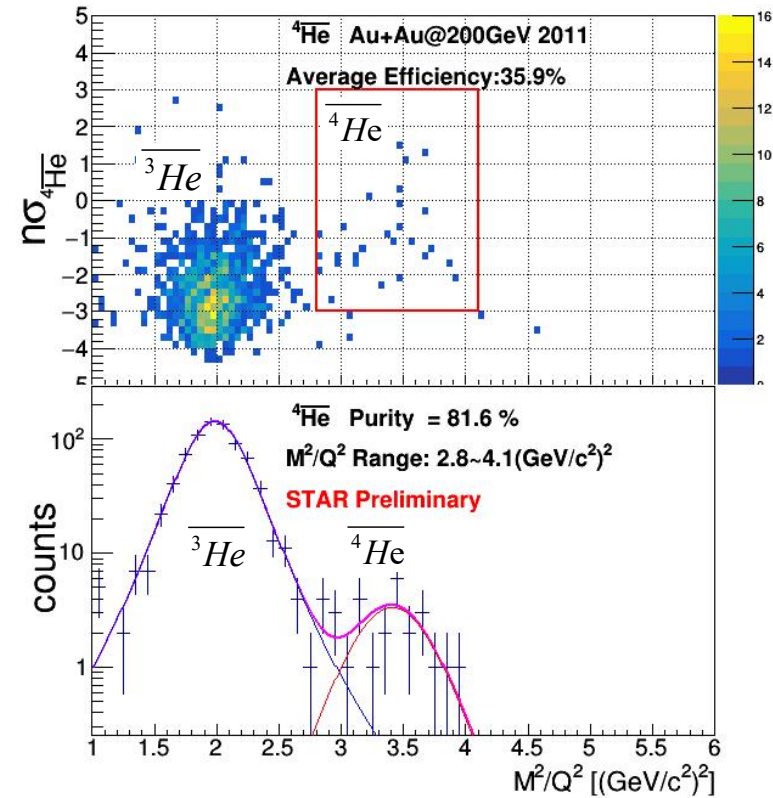 ⁴H̅e̅ Au+Au@200GeV 2011
Average Efficiency:35.9%
⁴H̅e̅
³H̅e̅
nσ⁴H̅e̅
5
4
3
2
1
0
−1
−2
−3
−4
5
16
14
12
10
8
6
4
2
0
⁴H̅e̅ Purity = 81.6 %
M²/Q² Range: 2.8~4.1(GeV/c²)²
STAR Preliminary
³H̅e̅
⁴H̅e̅
counts
10²
10
1
1 1.5 2 2.5 3 3.5 4 4.5 5 5.5 6
M²/Q² [(GeV/c²)²]